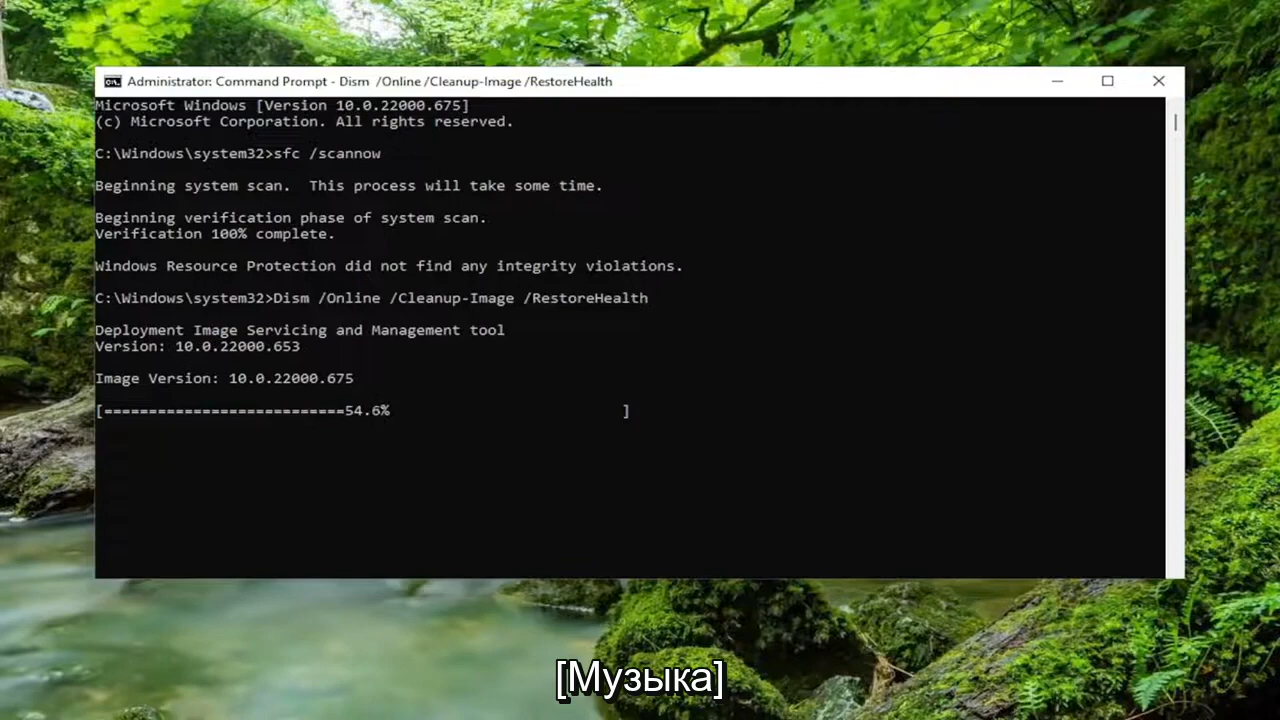 Administrator: Command Prompt - Dism  /Online /Cleanup-Image /RestoreHealth
Microsoft Windows [Version 10.0.22000.675]
(c) Microsoft Corporation. All rights reserved.
C:\Windows\system32>sfc /scannow
Beginning system scan.  This process will take some time.
Beginning verification phase of system scan.
Verification 100% complete.
Windows Resource Protection did not find any integrity violations.
C:\Windows\system32>Dism /Online /Cleanup-Image /RestoreHealth
Deployment Image Servicing and Management tool
Version: 10.0.22000.653
Image Version: 10.0.22000.675
[===========================54.6%                          ]
[Музыка]